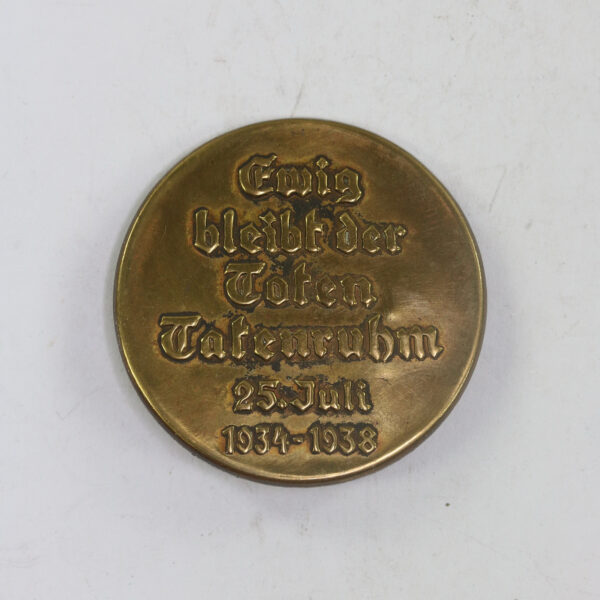 Ewig
bleibt der
Toten
Tatenruhm
25. Juli
1934-1938